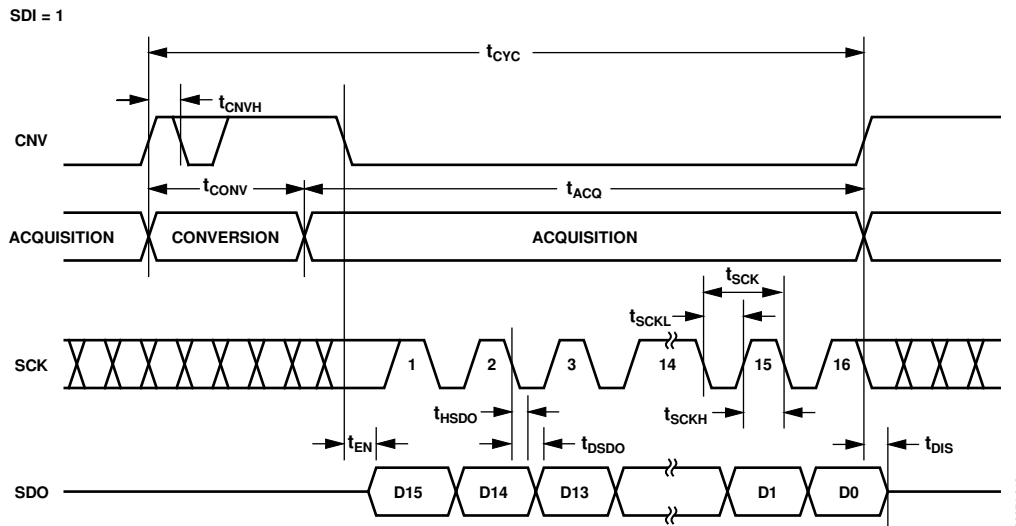 SDI = 1
tCYC
tCNVH
CNV
tCONV
tACQ
ACQUISITION
CONVERSION
ACQUISITION
tSCK
tSCKL
SCK
1
2
3
14
15
16
tHSDO
tSCKH
tEN
tDSDO
tDIS
SDO
D15
D14
D13
D1
D0